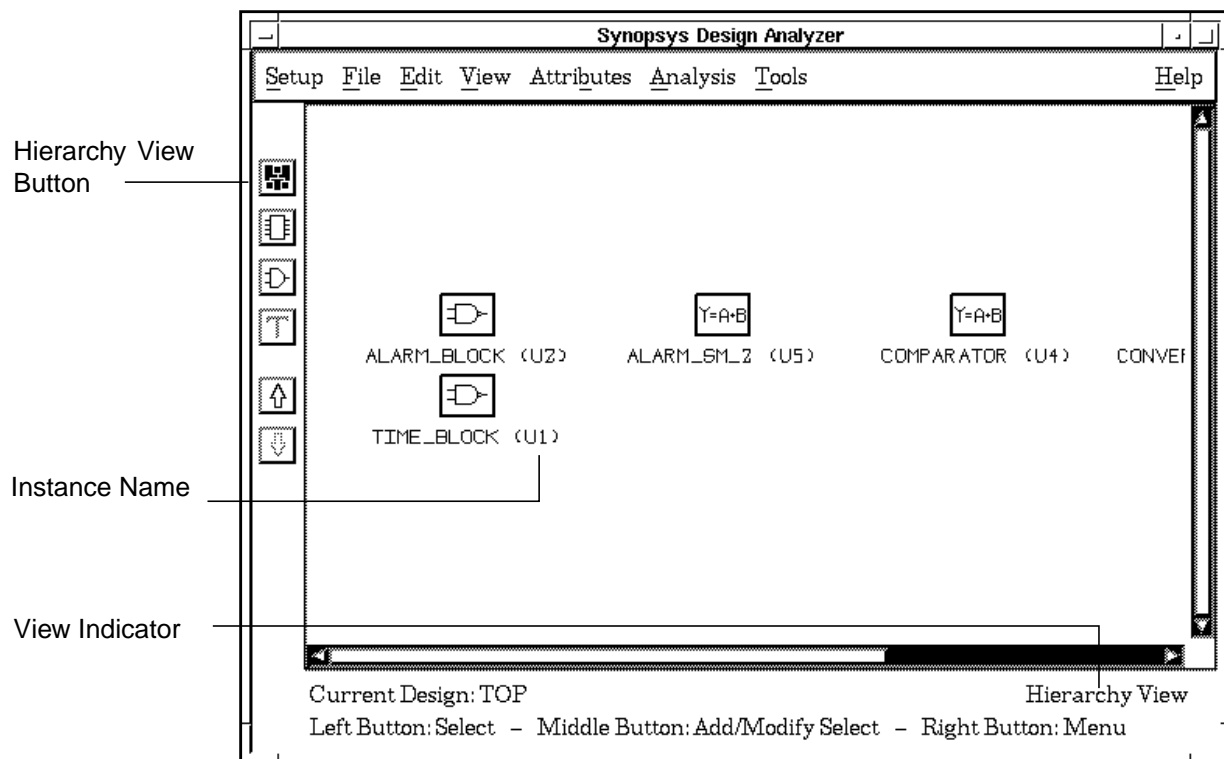 Synopsys Design Analyzer
Setup File Edit View Attributes Analysis Tools Help
Hierarchy View
Button
Y=A+B
Y=A+B
ALARM_BLOCK (U2) ALARM_SM_2 (U5) COMPARATOR (U4) CONVER
TIME_BLOCK (U1)
Instance Name
View Indicator
Current Design: TOP Hierarchy View
Left Button: Select – Middle Button: Add/Modify Select – Right Button: Menu